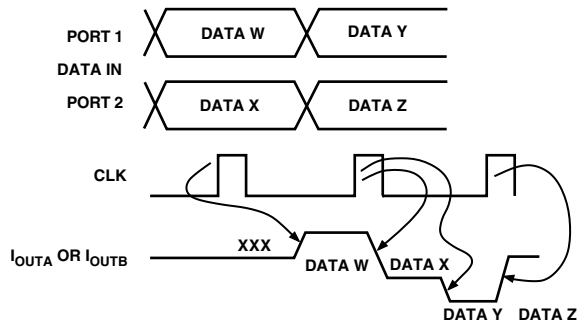 PORT 1
DATA W
DATA Y
DATA IN
PORT 2
DATA X
DATA Z
CLK
XXX
IOUTA OR IOUTB
DATA W
DATA X
DATA Y
DATA Z